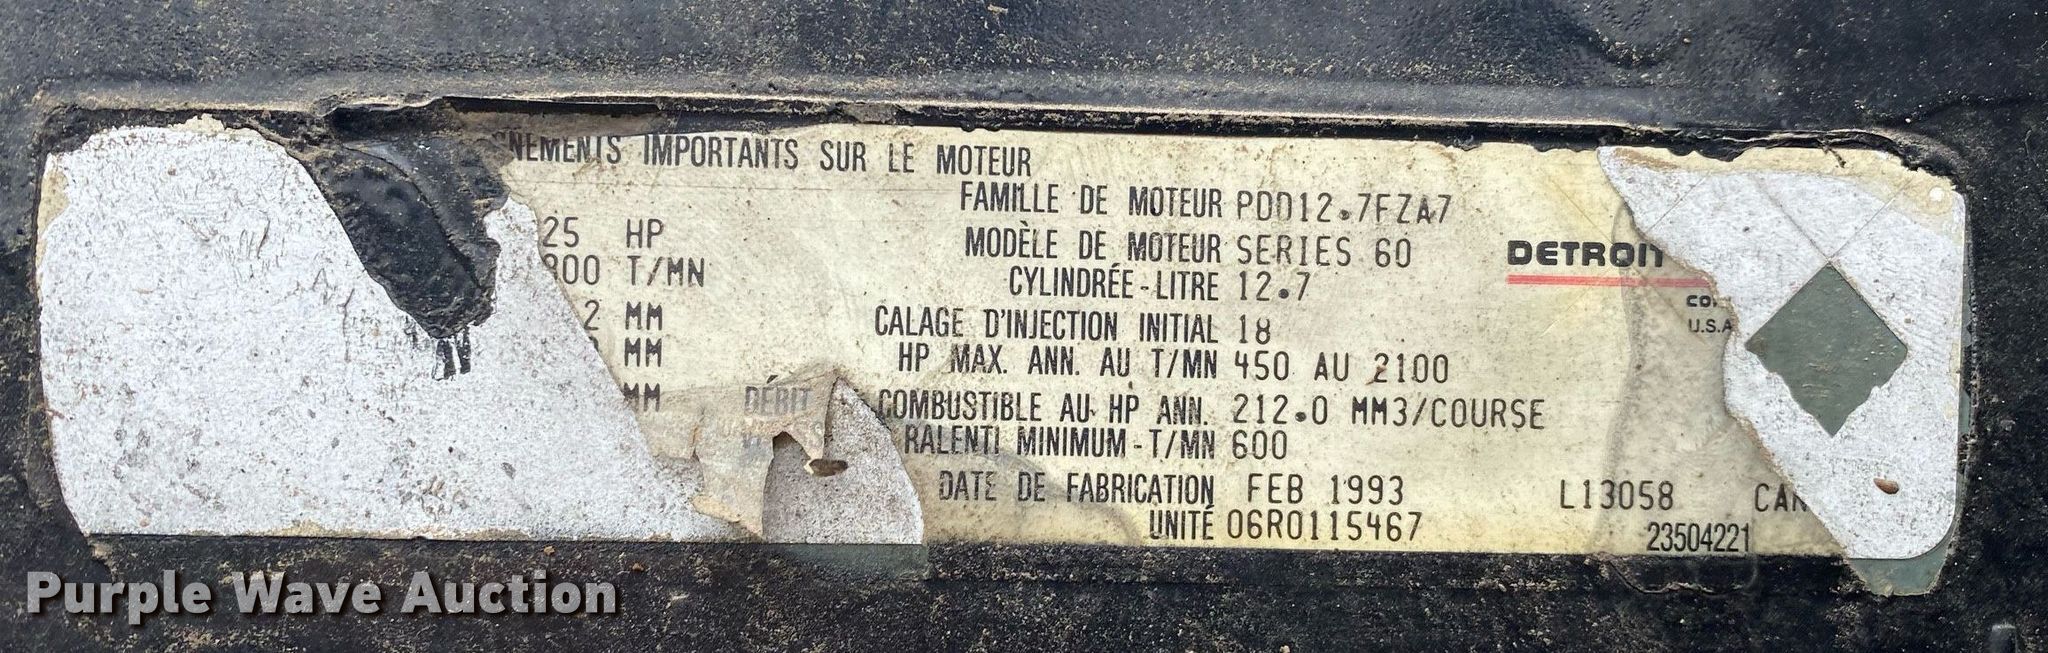 IMPORTANTS SUR LE MOTEUR
FAMILLE DE MOTEUR PDD12.7FZA7
25 HP
MODÈLE DE MOTEUR SERIES 60
DETROIT
800 T/MN
CYLINDRÉE-LITRE 12.7
2 MM
CALAGE D'INJECTION INITIAL 18
U.S.A
MM
HP MAX. ANN. AU T/MN 450 AU 2100
MM
DÉBIT COMBUSTIBLE AU HP ANN. 212.0 MM3/COURSE
RALENTI MINIMUM-T/MN 600
DATE DE FABRICATION FEB 1993
L13058
UNITÉ 06R0115467
23504221
Purple Wave Auction